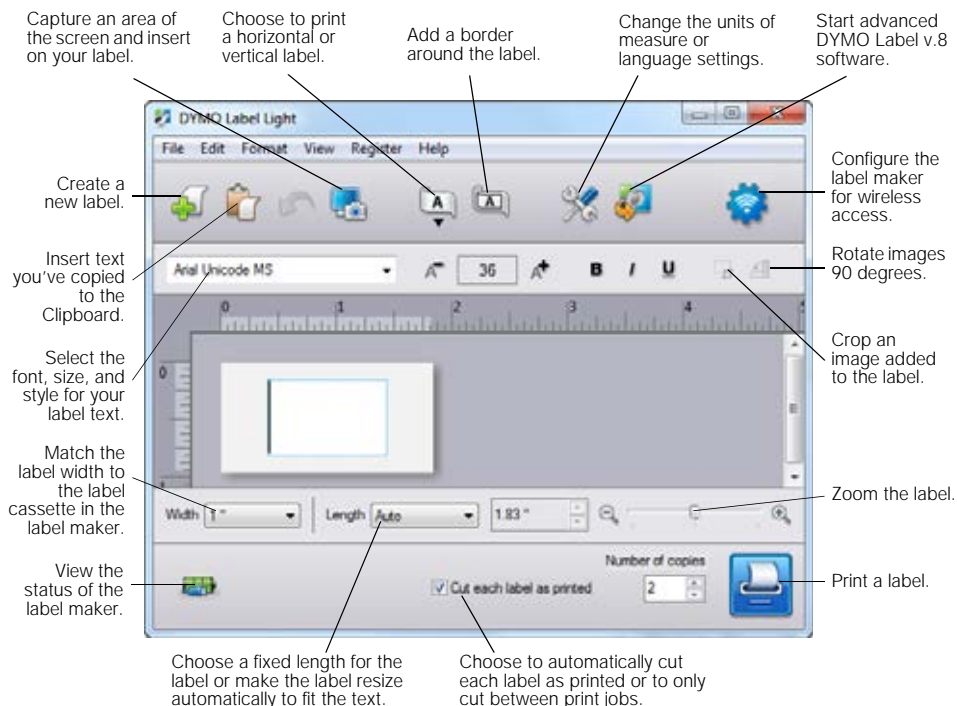 Capture an area of
the screen and insert
on your label.
Choose to print
a horizontal or
vertical label.
Add a border
around the label.
Change the units of
measure or
language settings.
Start advanced
DYMO Label v.8
software.
DYMO Label Light
File Edit Format View Register Help
Create a
new label.
Configure the
label maker
for wireless
access.
A A
Insert text
you've copied
to the
Clipboard.
Arial Unicode MS A 36 A B I U
Rotate images
90 degrees.
0 1 2 3 4 5
Select the
font, size, and
style for your
label text.
0
Crop an
image added
to the label.
Match the
label width to
the label
cassette in the
label maker.
1
Width 1 " Length Auto 1.83 "
Zoom the label.
View the
status of the
label maker.
Cut each label as printed
Number of copies
2
Print a label.
Choose a fixed length for the
label or make the label resize
automatically to fit the text.
Choose to automatically cut
each label as printed or to only
cut between print jobs.